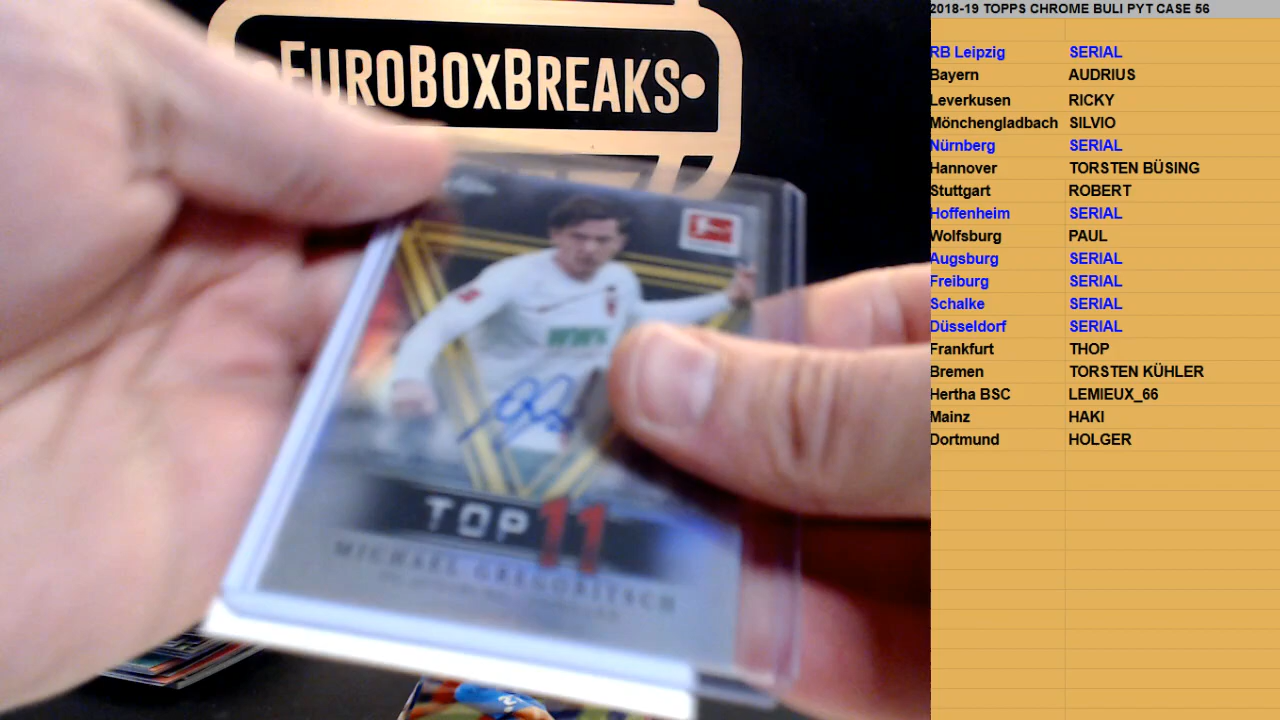 EUROBOXBREAKS
TOP 11
MICHAEL GREGORITSCH
2018-19 TOPPS CHROME BULI PYT CASE 56
RB Leipzig SERIAL
Bayern AUDRIUS
Leverkusen RICKY
Mönchengladbach SILVIO
Nürnberg SERIAL
Hannover TORSTEN BÜSING
Stuttgart ROBERT
Hoffenheim SERIAL
Wolfsburg PAUL
Augsburg SERIAL
Freiburg SERIAL
Schalke SERIAL
Düsseldorf SERIAL
Frankfurt THOP
Bremen TORSTEN KÜHLER
Hertha BSC LEMIEUX_66
Mainz HAKI
Dortmund HOLGER